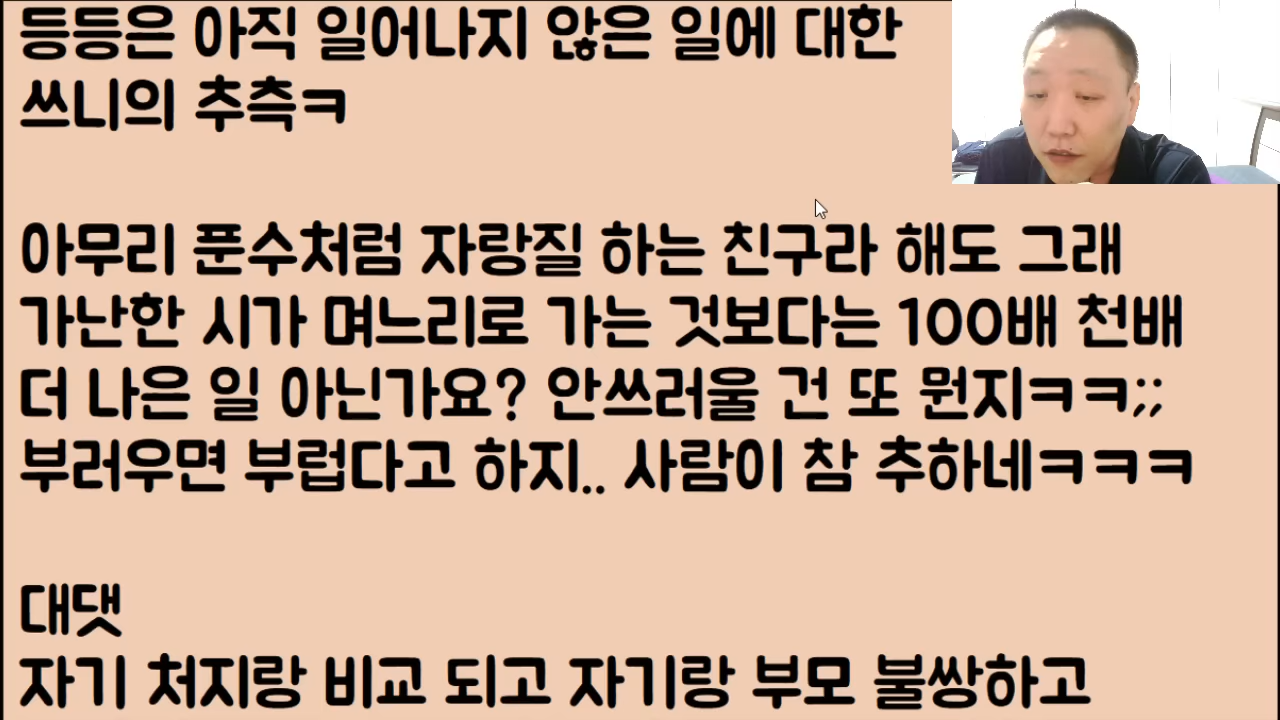 등등은 아직 일어나지 않은 일에 대한
쓰니의 추측ㅋ
아무리 푼수처럼 자랑질 하는 친구라 해도 그래
가난한 시가 며느리로 가는 것보다는 100배 천배
더 나은 일 아닌가요? 안쓰러울 건 또 뭔지ㅋㅋ;;
부러우면 부럽다고 하지.. 사람이 참 추하네ㅋㅋㅋ
대댓
자기 처지랑 비교 되고 자기랑 부모 불쌍하고